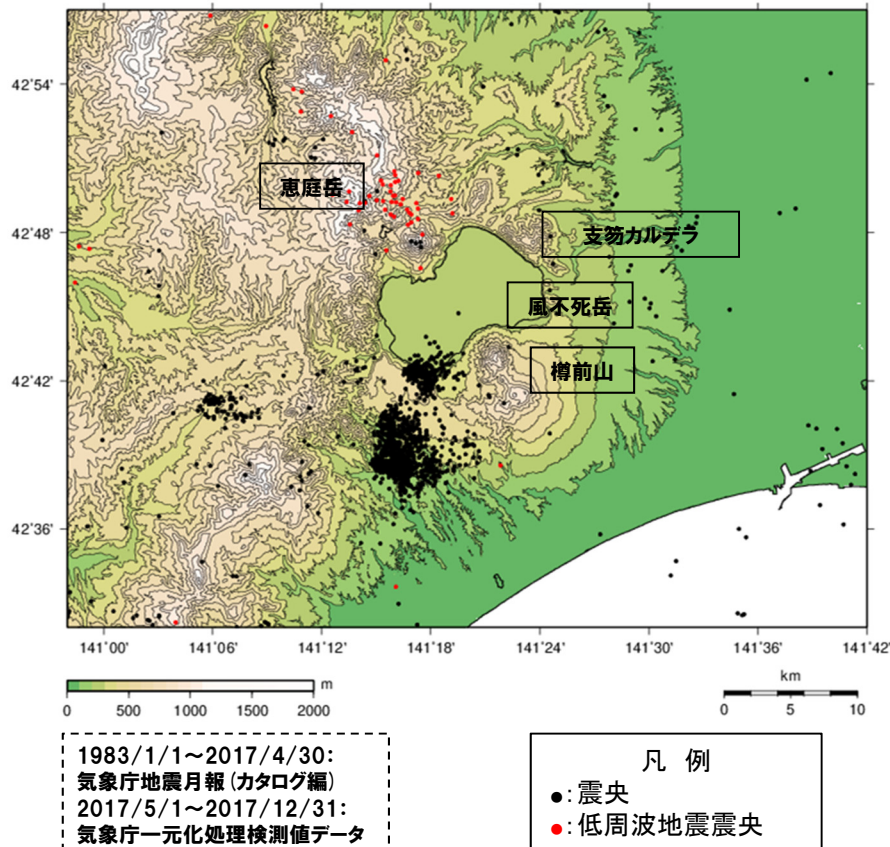 42°54'
恵庭岳
42°48'
支笏カルデラ
風不死岳
樽前山
42°42'
42°36'
141°00'
141°06'
141°12'
141°18'
141°24'
141°30'
141°36'
141°42'
m
0
500
1000
1500
2000
km
0
5
10
1983/1/1～2017/4/30：
気象庁地震月報（カタログ編）
2017/5/1～2017/12/31：
気象庁一元化処理検測値データ
凡 例
●：震央
●：低周波地震震央